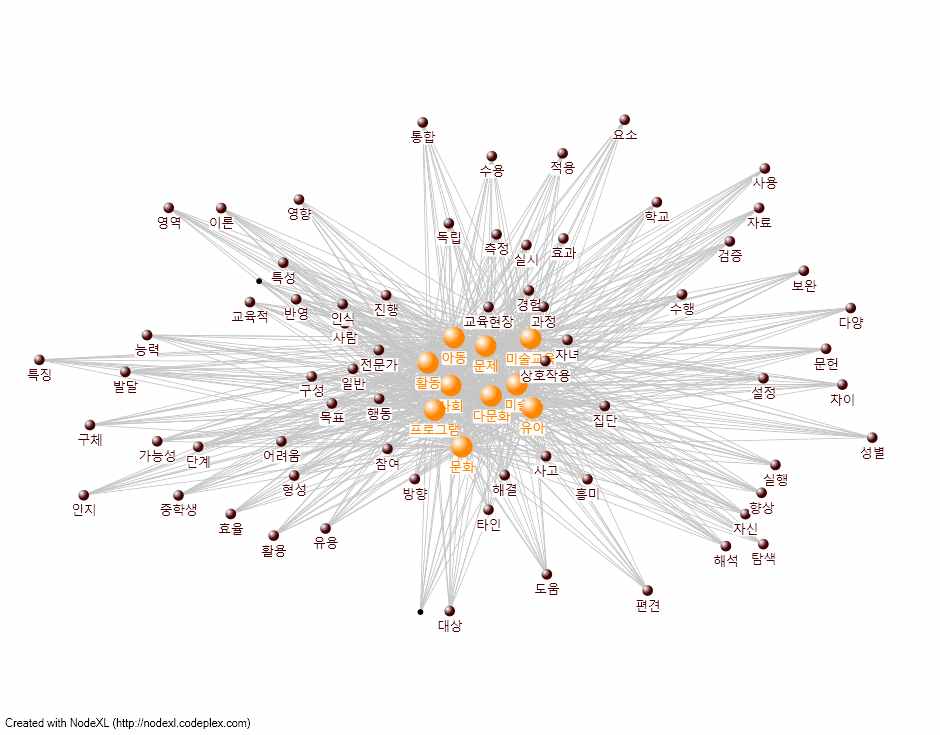 통합
요소
수용
적용
사용
영역
이론
영향
학교
자료
독립
측정
실시
효과
검증
특성
보완
교육적
반영
인식
진행
교육현장
경험
과정
수행
다양
사람
능력
아동
문제
미술교육
자녀
문헌
특징
발달
구성
일반
전문가
활동
상호작용
설정
차이
목표
행동
사회
다문화
미술
유아
집단
프로그램
구체
가능성
단계
어려움
참여
문화
성별
인지
중학생
형성
방향
해결
사고
흥미
실행
향상
효율
활용
유용
타인
자신
해석
탐색
도움
편견
대상
Created with NodeXL (http://nodexl.codeplex.com)